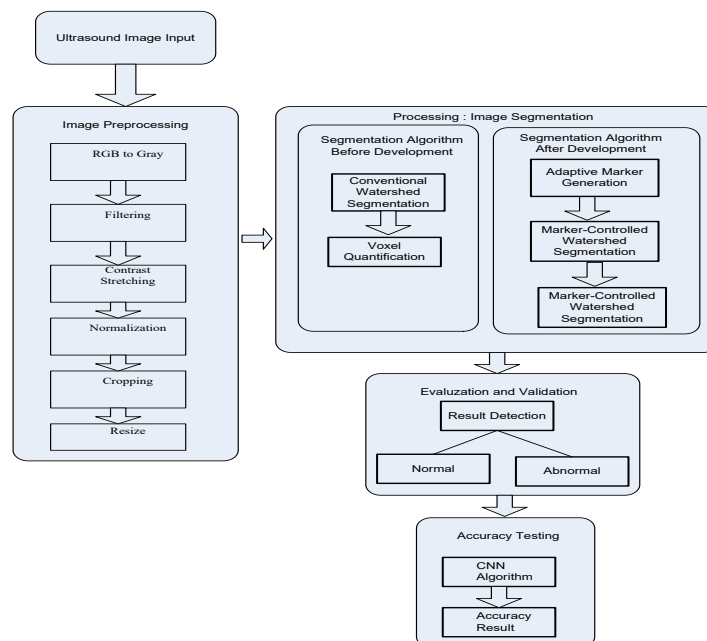 Ultrasound Image Input
Image Preprocessing
RGB to Gray
Filtering
Contrast
Stretching
Normalization
Cropping
Resize
Processing : Image Segmentation
Segmentation Algorithm
Before Development
Conventional
Watershed
Segmentation
Voxel
Quantification
Segmentation Algorithm
After Development
Adaptive Marker
Generation
Marker-Controlled
Watershed
Segmentation
Marker-Controlled
Watershed
Segmentation
Evaluzation and Validation
Result Detection
Normal
Abnormal
Accuracy Testing
CNN
Algorithm
Accuracy
Result